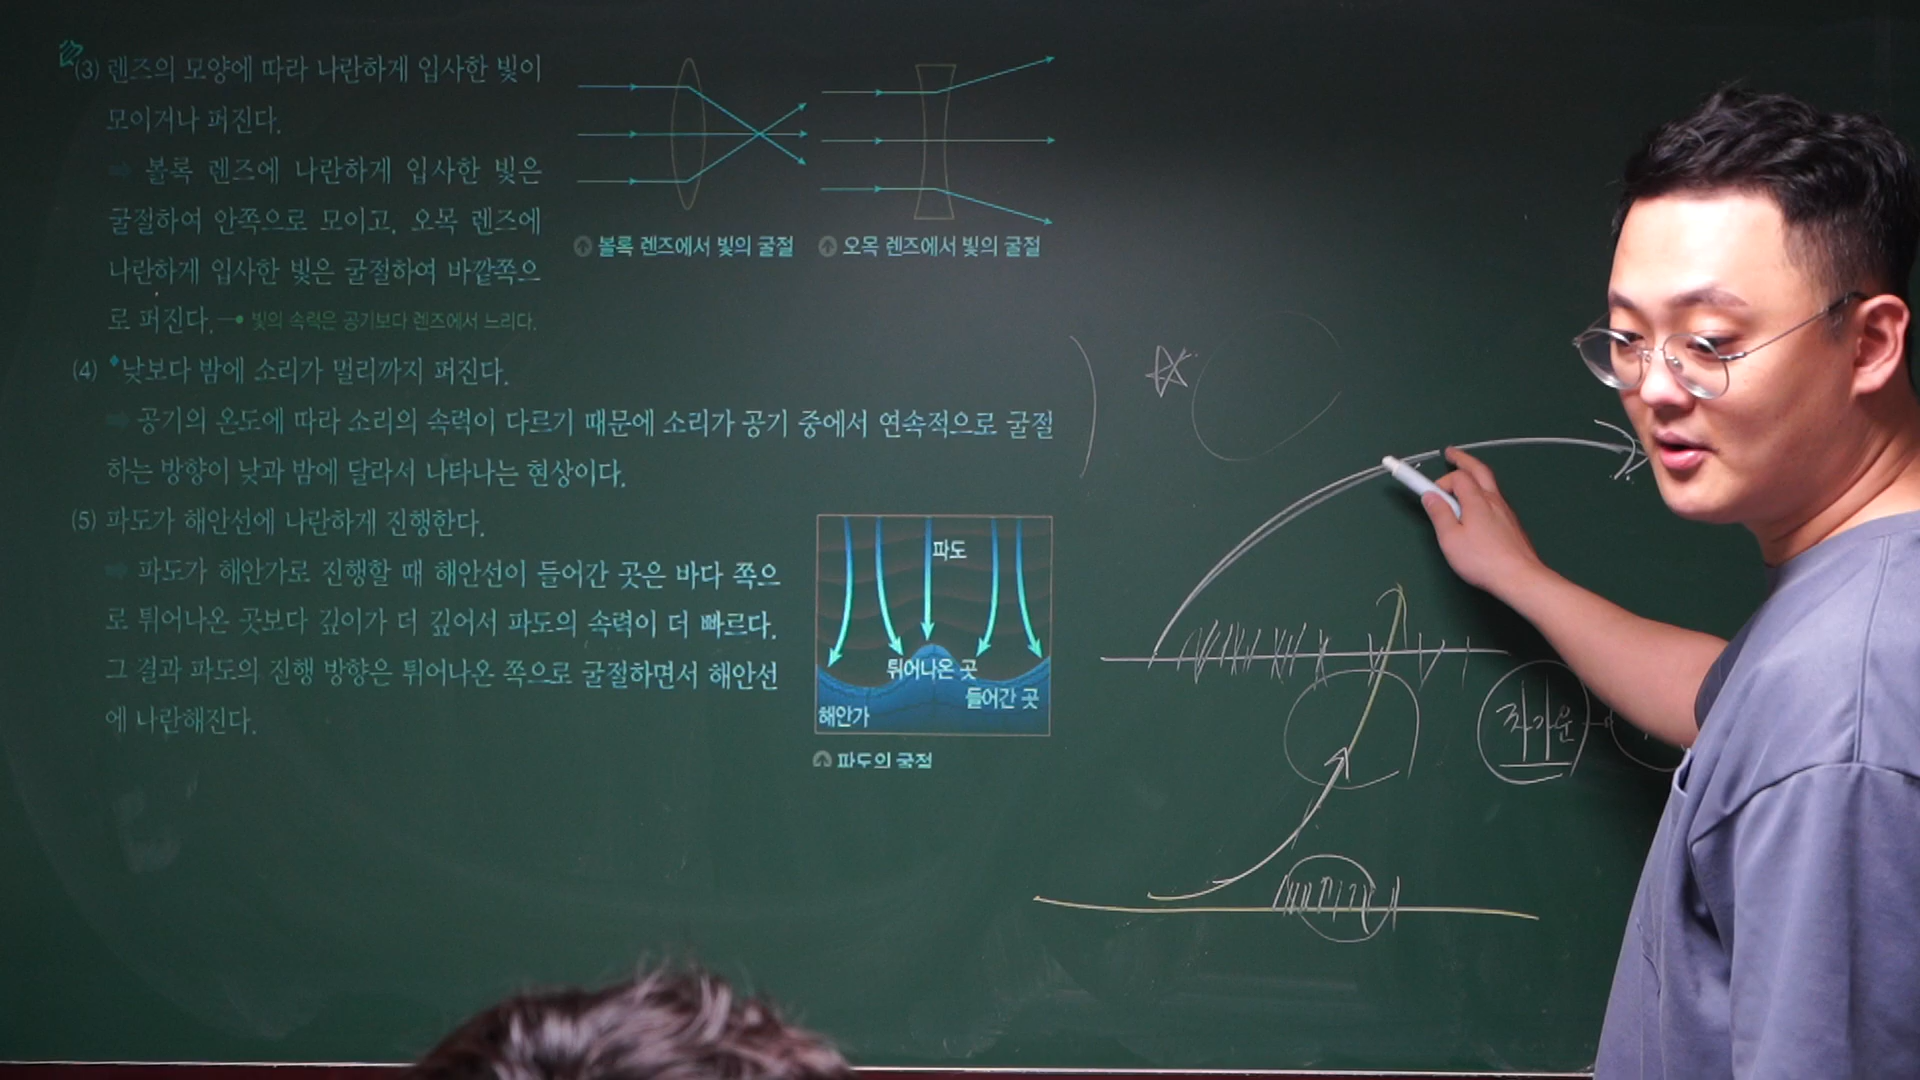 (3) 렌즈의 모양에 따라 나란하게 입사한 빛이
모이거나 퍼진다.
➡ 볼록 렌즈에 나란하게 입사한 빛은
굴절하여 안쪽으로 모이고, 오목 렌즈에
나란하게 입사한 빛은 굴절하여 바깥쪽으
로 퍼진다. 빛의 속력은 공기보다 렌즈에서 느리다.
볼록 렌즈에서 빛의 굴절
오목 렌즈에서 빛의 굴절
(4) 낮보다 밤에 소리가 멀리까지 퍼진다.
➡ 공기의 온도에 따라 소리의 속력이 다르기 때문에 소리가 공기 중에서 연속적으로 굴절
하는 방향이 낮과 밤에 달라서 나타나는 현상이다.
(5) 파도가 해안선에 나란하게 진행한다.
➡ 파도가 해안가로 진행할 때 해안선이 들어간 곳은 바다 쪽으
로 튀어나온 곳보다 깊이가 더 깊어서 파도의 속력이 더 빠르다.
그 결과 파도의 진행 방향은 튀어나온 쪽으로 굴절하면서 해안선
에 나란해진다.
파도
튀어나온 곳
들어간 곳
해안가
파도의 굴절
차가운